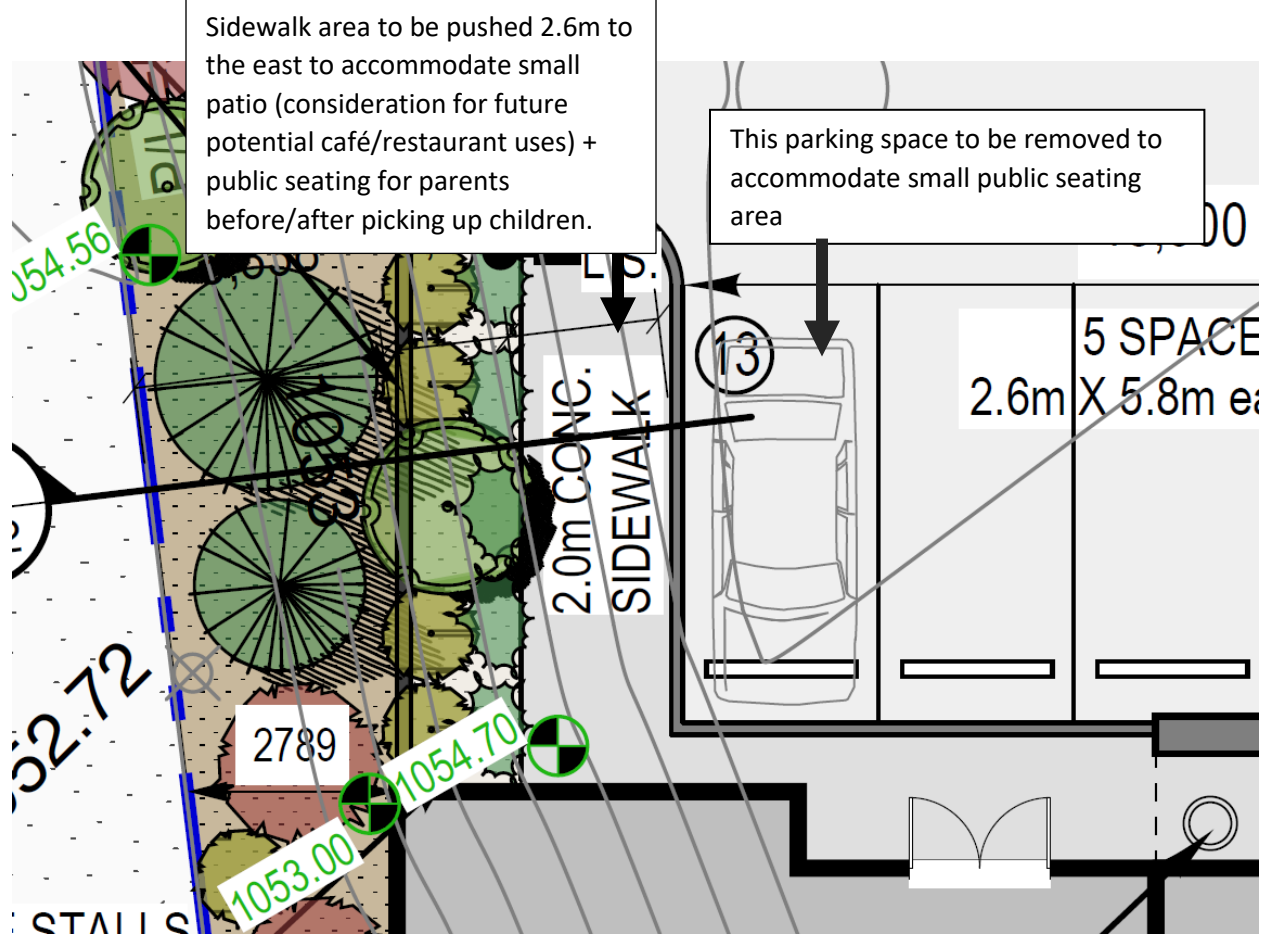 Sidewalk area to be pushed 2.6m to
the east to accommodate small
patio (consideration for future
potential café/restaurant uses) +
public seating for parents
before/after picking up children.
This parking space to be removed to
accommodate small public seating
area
054.56
13
5 SPACE
2.6m X 5.8m ea
2.0m CONC.
SIDEWALK
052.72
2789
1054.70
1053.00
E STALLS